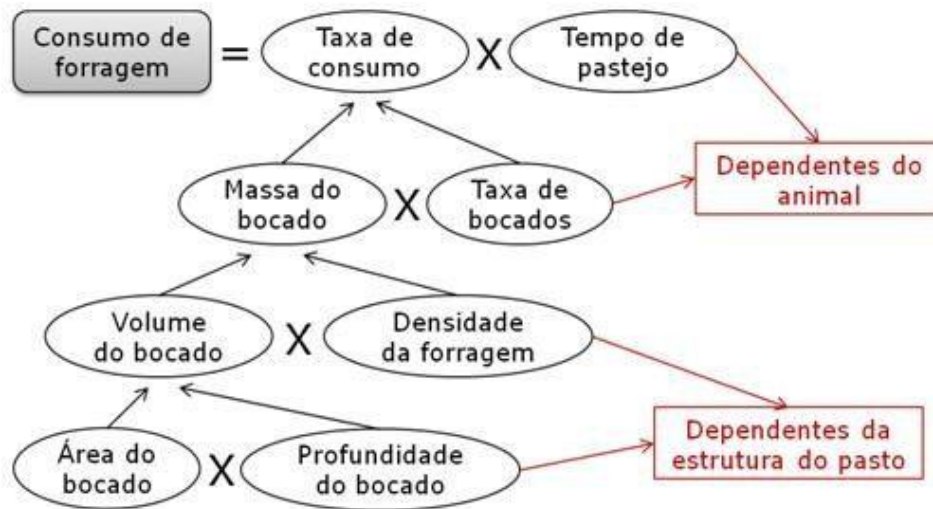 Consumo de
forragem
=
Taxa de
consumo
X
Tempo de
pastejo
Massa do
bocado
X
Taxa de
bocados
Dependentes do
animal
Volume
do bocado
X
Densidade
da forragem
Área do
bocado
X
Profundidade
do bocado
Dependentes da
estrutura do pasto